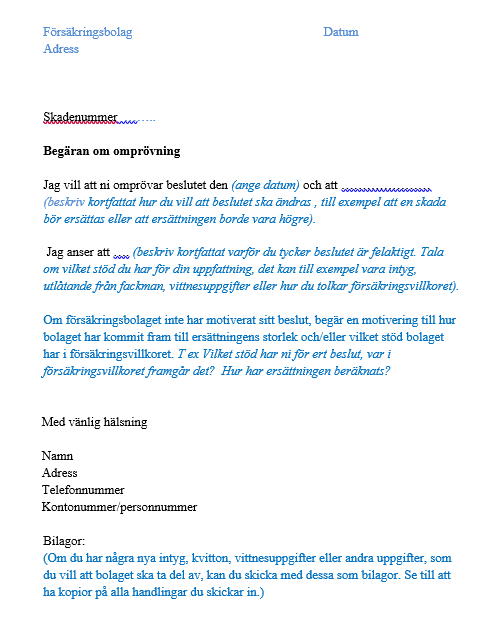 Försäkringsbolag Datum
Adress
Skadenummer..........
Begäran om omprövning
Jag vill att ni omprövar beslutet den (ange datum) och att ........................
(beskriv kortfattat hur du vill att beslutet ska ändras , till exempel att en skada
bör ersättas eller att ersättningen borde vara högre).
Jag anser att .... (beskriv kortfattat varför du tycker beslutet är felaktigt. Tala
om vilket stöd du har för din uppfattning, det kan till exempel vara intyg,
utlåtande från fackman, vittnesuppgifter eller hur du tolkar försäkringsvillkoret).
Om försäkringsbolaget inte har motiverat sitt beslut, begär en motivering till hur
bolaget har kommit fram till ersättningens storlek och/eller vilket stöd bolaget
har i försäkringsvillkoret. T ex Vilket stöd har ni för ert beslut, var i
försäkringsvillkoret framgår det? Hur har ersättningen beräknats?
Med vänlig hälsning
Namn
Adress
Telefonnummer
Kontonummer/personnummer
Bilagor:
(Om du har några nya intyg, kvitton, vittnesuppgifter eller andra uppgifter, som
du vill att bolaget ska ta del av, kan du skicka med dessa som bilagor. Se till att
ha kopior på alla handlingar du skickar in.)